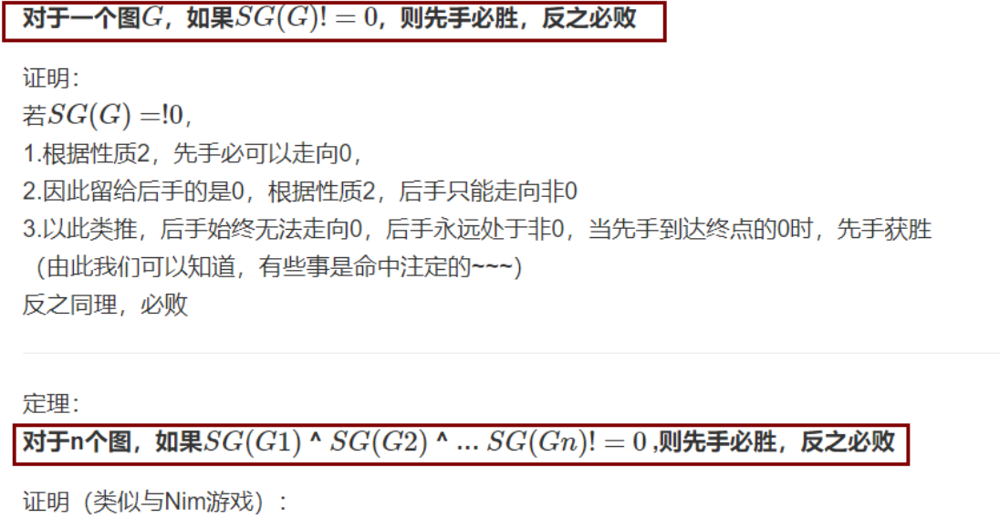 对于一个图G，如果SG(G)! = 0，则先手必胜，反之必败
证明：
若SG(G) =!0，
1.根据性质2，先手必可以走向0，
2.因此留给后手的是0，根据性质2，后手只能走向非0
3.以此类推，后手始终无法走向0，后手永远处于非0，当先手到达终点的0时，先手获胜
（由此我们可以知道，有些事是命中注定的~~~）
反之同理，必败
定理：
对于n个图，如果SG(G1) ^ SG(G2) ^ ... SG(Gn)! = 0 ,则先手必胜，反之必败
证明（类似与Nim游戏）：